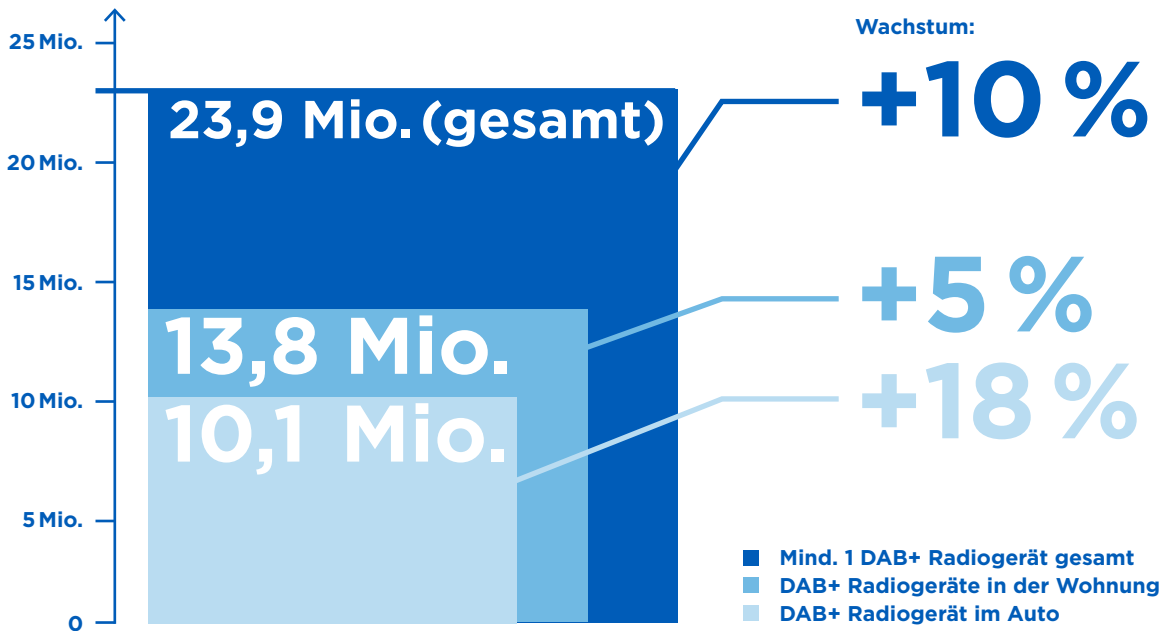 Wachstum:
25 Mio.
+10 %
23,9 Mio. (gesamt)
20 Mio.
15 Mio.
+5 %
13,8 Mio.
+18 %
10 Mio.
10,1 Mio.
5 Mio.
Mind. 1 DAB+ Radiogerät gesamt
DAB+ Radiogeräte in der Wohnung
DAB+ Radiogerät im Auto
0